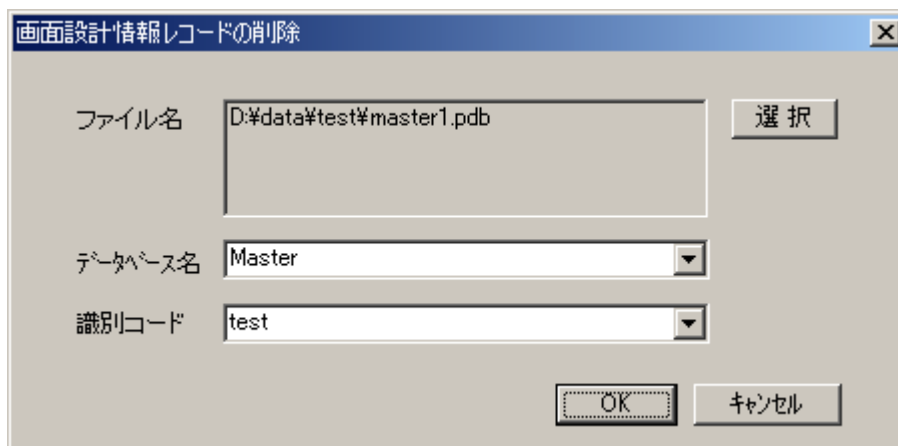 画面設計情報レコードの削除
ファイル名
D:¥data¥test¥master1.pdb
選 択
ﾃﾞｰﾀﾍﾞｰｽ名
Master
識別コード
test
OK
ｷｬﾝｾﾙ